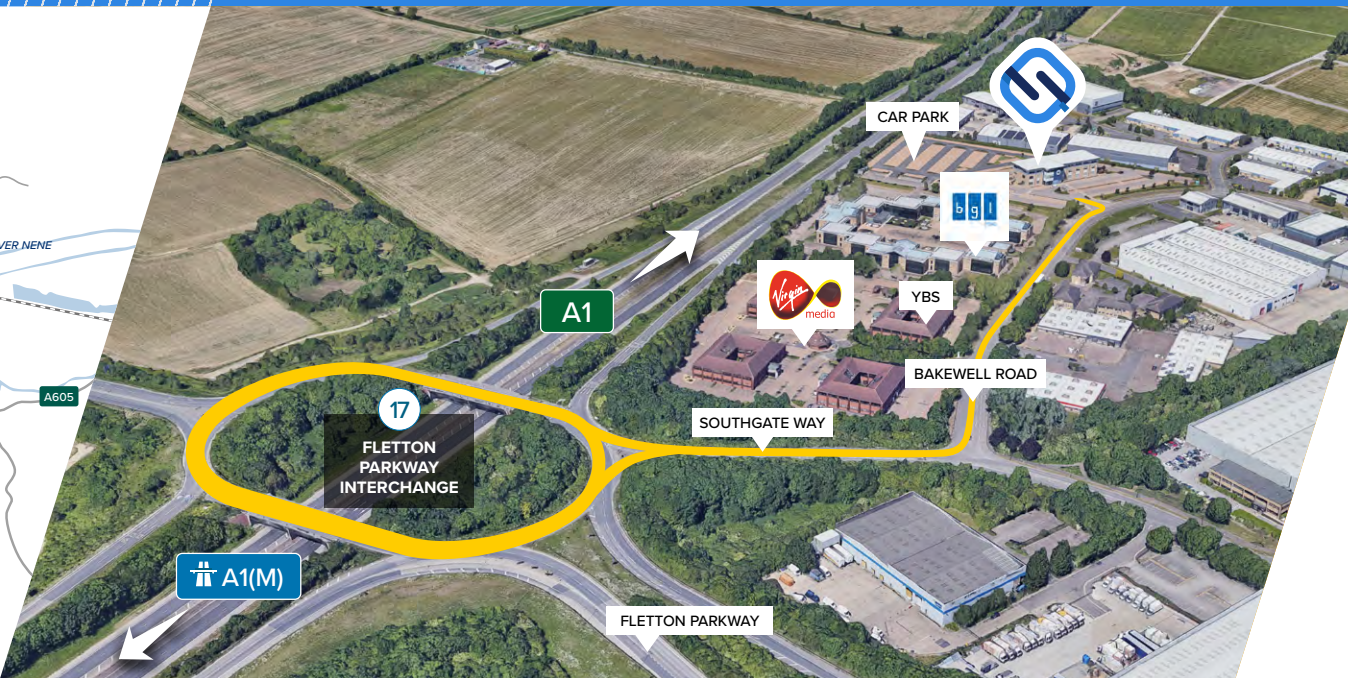 CAR PARK
bgl
VER NENE
Virgin
media
YBS
A1
BAKEWELL ROAD
A605
17
SOUTHGATE WAY
FLETTON
PARKWAY
INTERCHANGE
A1(M)
FLETTON PARKWAY